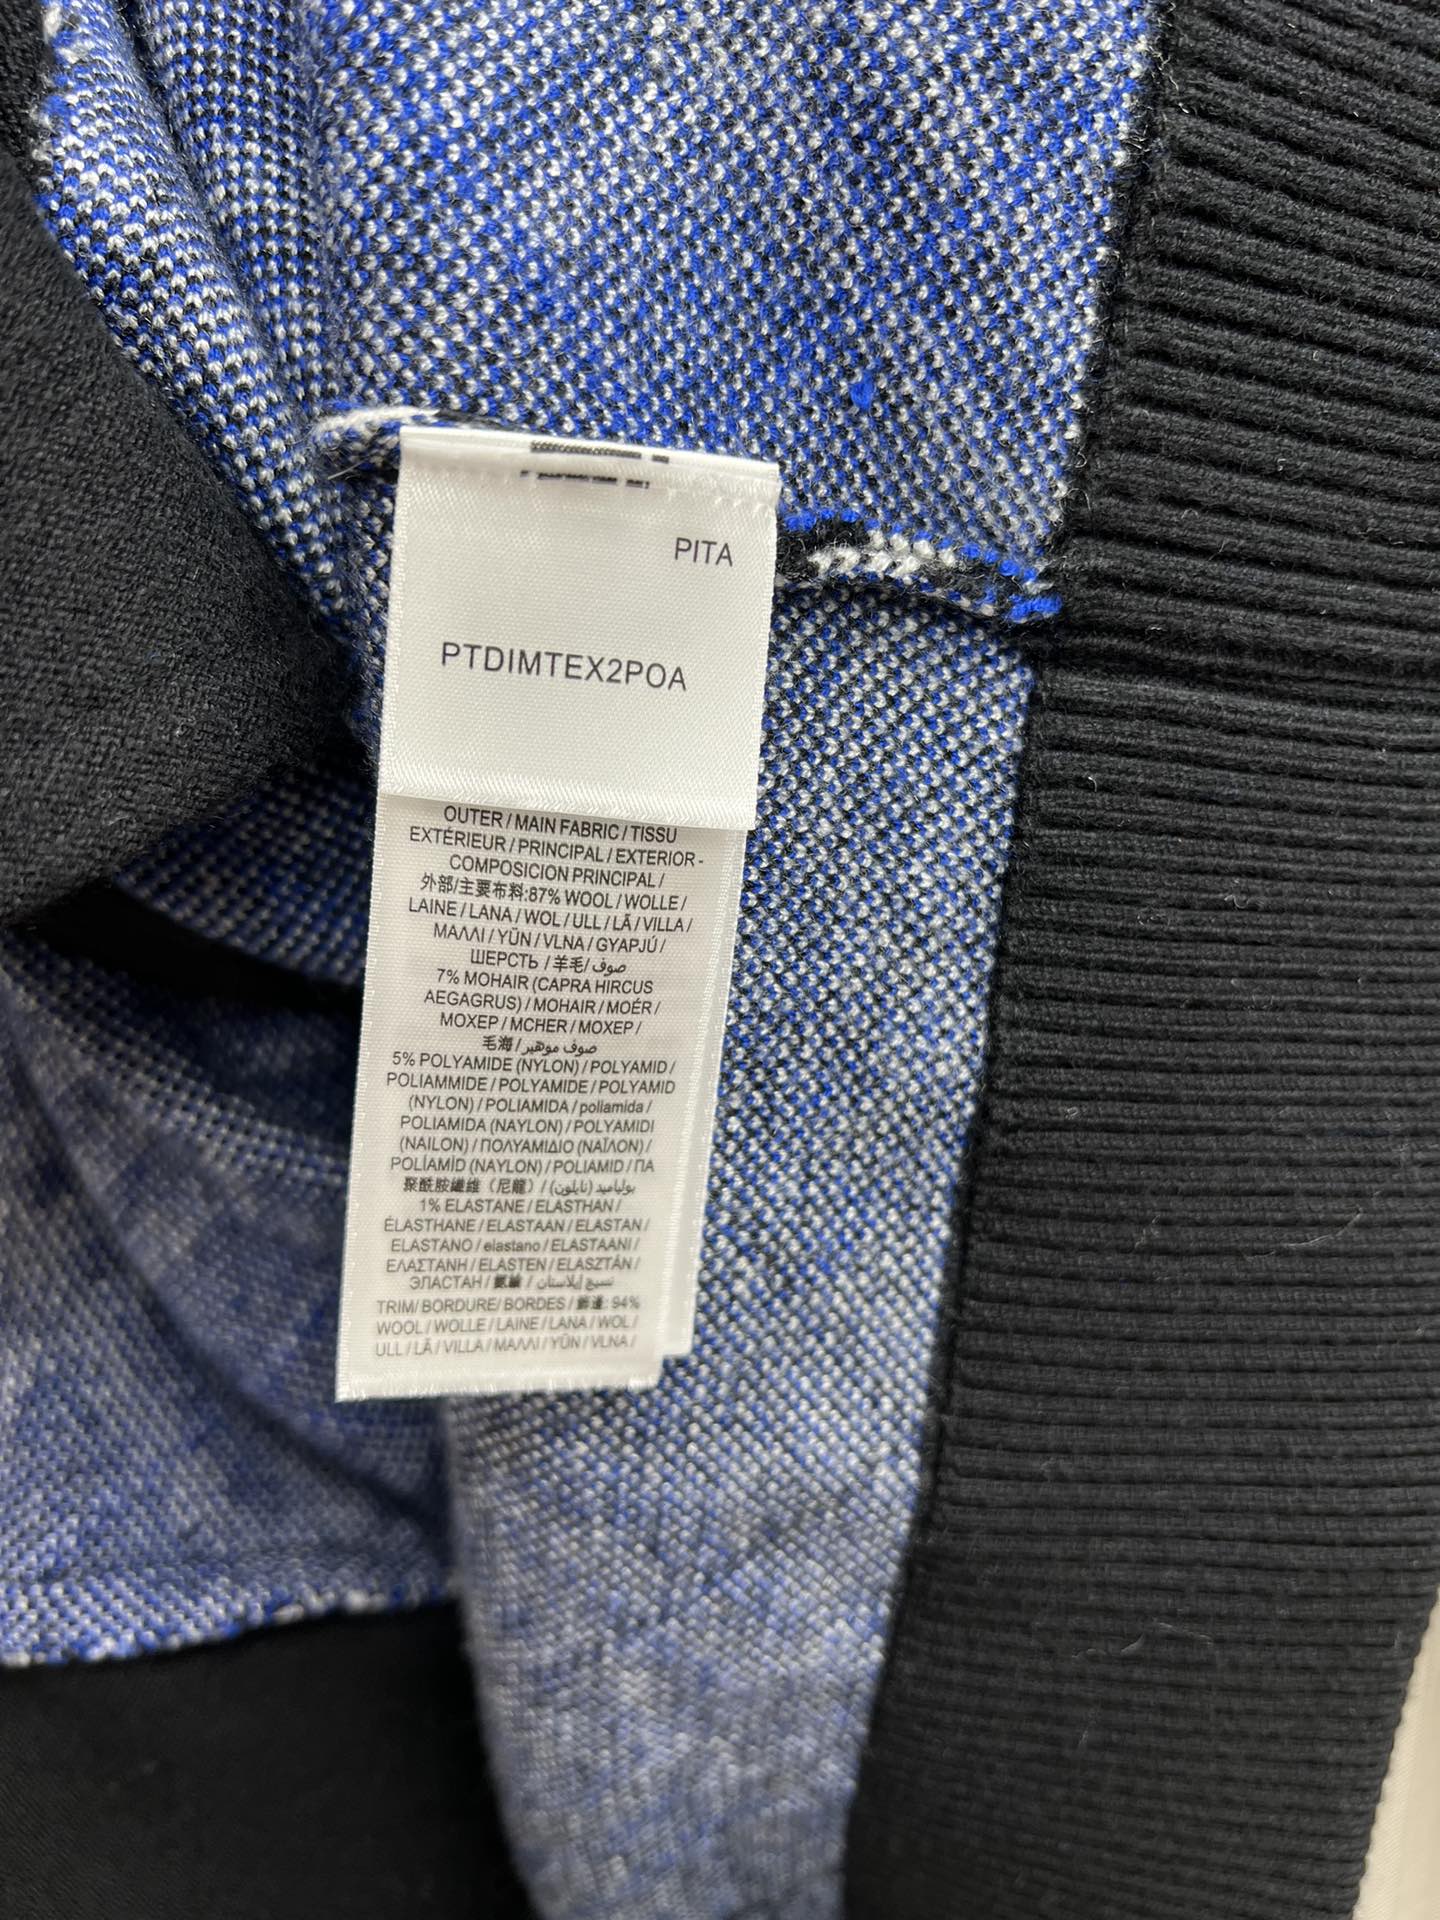 PITA
PTDIMTEX2POA
OUTER / MAIN FABRIC / TISSU
EXTÉRIEUR / PRINCIPAL / EXTERIOR -
COMPOSICION PRINCIPAL /
外部/主要布料:87% WOOL / WOLLE /
LAINE / LANA / WOL / ULL / LÃ / VILLA /
ΜΑΛΛΙ / YÜN / VLNA / GYAPJÚ /
ШЕРСТЬ / 羊毛 / صوف
7% MOHAIR (CAPRA HIRCUS
AEGAGRUS) / MOHAIR / MOÉR /
ΜΟΧΕΡ / MCHER / MOXEP /
毛海 / صوف موهير
5% POLYAMIDE (NYLON) / POLYAMID /
POLIAMMIDE / POLYAMIDE / POLYAMID
(NYLON) / POLIAMIDA / poliamida /
POLIAMIDA (NAYLON) / POLYAMIDI
(NAILON) / ΠΟΛΥΑΜΙΔΙΟ (ΝΑΪΛΟΝ) /
POLİAMİD (NAYLON) / POLIAMID / ПА
聚酰胺纖維（尼龍）/ بولياميد (نايلون)
1% ELASTANE / ELASTHAN /
ÉLASTHANE / ELASTAAN / ELASTAN /
ELASTANO / elastano / ELASTAANI /
ΕΛΑΣΤΑΝΗ / ELASTEN / ELASZTÁN /
ЭЛАСТАН / نسيج إيلاستان
TRIM/ BORDURE/ BORDES / 94%
WOOL / WOLLE / LAINE / LANA / WOL /
ULL / LÃ / VILLA / ΜΑΛΛΙ / YÜN / VLNA /